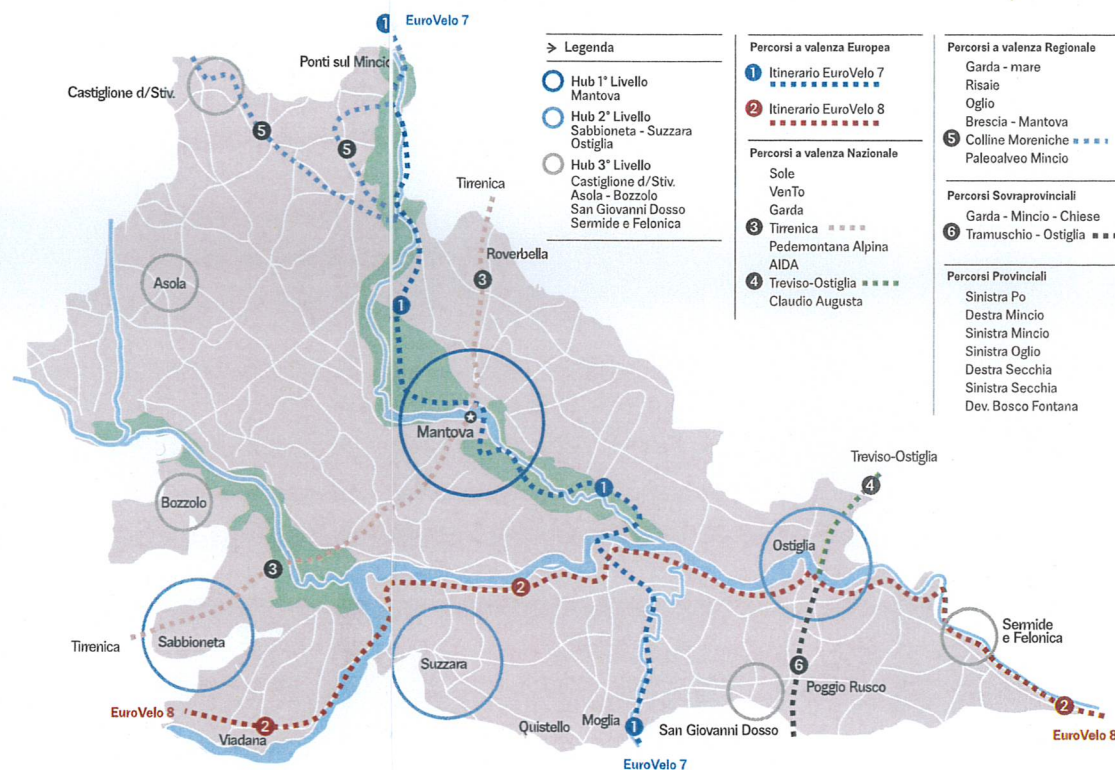 1 EuroVelo 7
Ponti sul Mincio
Castiglione d/Stiv.
5
5
Tirrenica
Roverbella
3
Asola
1
Mantova
Bozzolo
1
Treviso-Ostiglia
4
Ostiglia
3
2
Tirrenica
Sabbioneta
Suzzara
Sermide
e Felonica
6
Poggio Rusco
EuroVelo 8
2
Viadana
Quistello
Moglia
1
San Giovanni Dosso
2
EuroVelo 8
EuroVelo 7
Legenda
Hub 1° Livello
Mantova
Hub 2° Livello
Sabbioneta - Suzzara
Ostiglia
Hub 3° Livello
Castiglione d/Stiv.
Asola - Bozzolo
San Giovanni Dosso
Sermide e Felonica
Percorsi a valenza Europea
1 Itinerario EuroVelo 7
2 Itinerario EuroVelo 8
Percorsi a valenza Nazionale
Sole
VenTo
Garda
3 Tirrenica
Pedemontana Alpina
AIDA
4 Treviso-Ostiglia
Claudio Augusta
Percorsi a valenza Regionale
Garda - mare
Risaie
Oglio
Brescia - Mantova
5 Colline Moreniche
Paleoalveo Mincio
Percorsi Sovraprovinciali
Garda - Mincio - Chiese
6 Tramuschio - Ostiglia
Percorsi Provinciali
Sinistra Po
Destra Mincio
Sinistra Mincio
Sinistra Oglio
Destra Secchia
Sinistra Secchia
Dev. Bosco Fontana